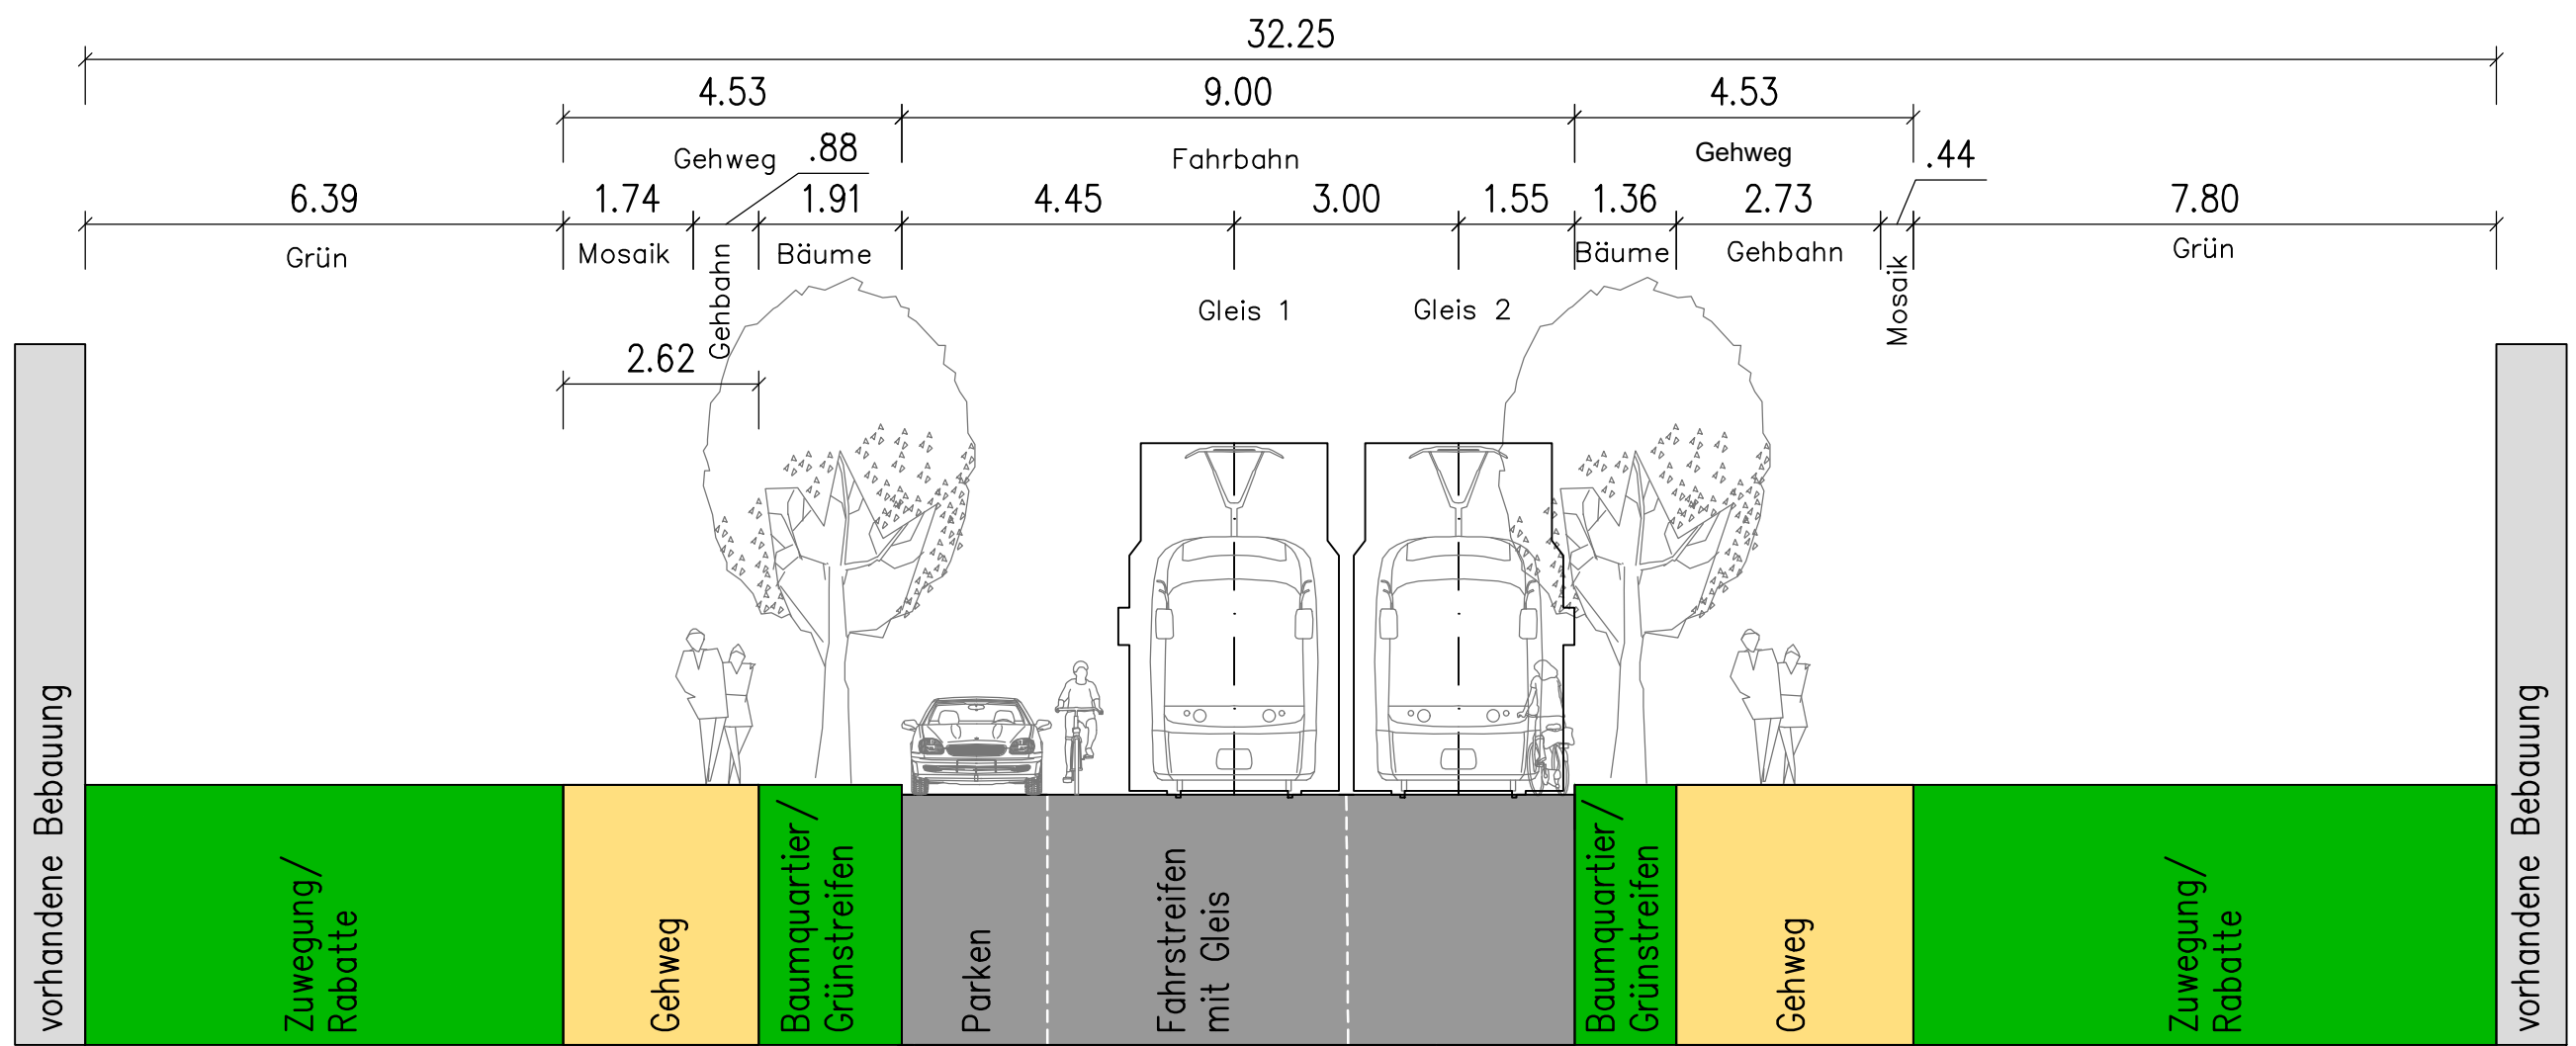 32.25
4.53
9.00
4.53
Gehweg
.88
Fahrbahn
Gehweg
.44
6.39
1.74
1.91
4.45
3.00
1.55
1.36
2.73
7.80
Grün
Mosaik
Gehbahn
Bäume
Bäume
Gehbahn
Mosaik
Grün
Gleis 1
Gleis 2
2.62
vorhandene Bebauung
Zuwegung/
Rabatte
Gehweg
Baumquartier/
Grünstreifen
Parken
Fahrstreifen
mit Gleis
Baumquartier/
Grünstreifen
Gehweg
Zuwegung/
Rabatte
vorhandene Bebauung